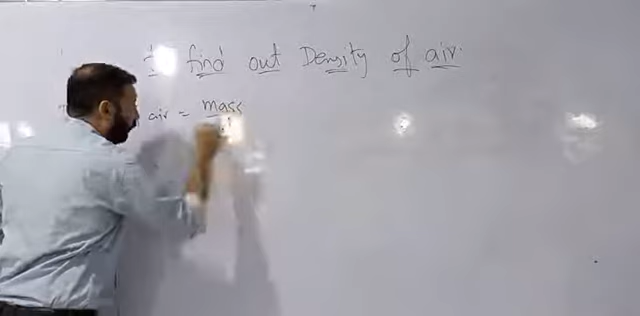 find out Density of air
air = mass